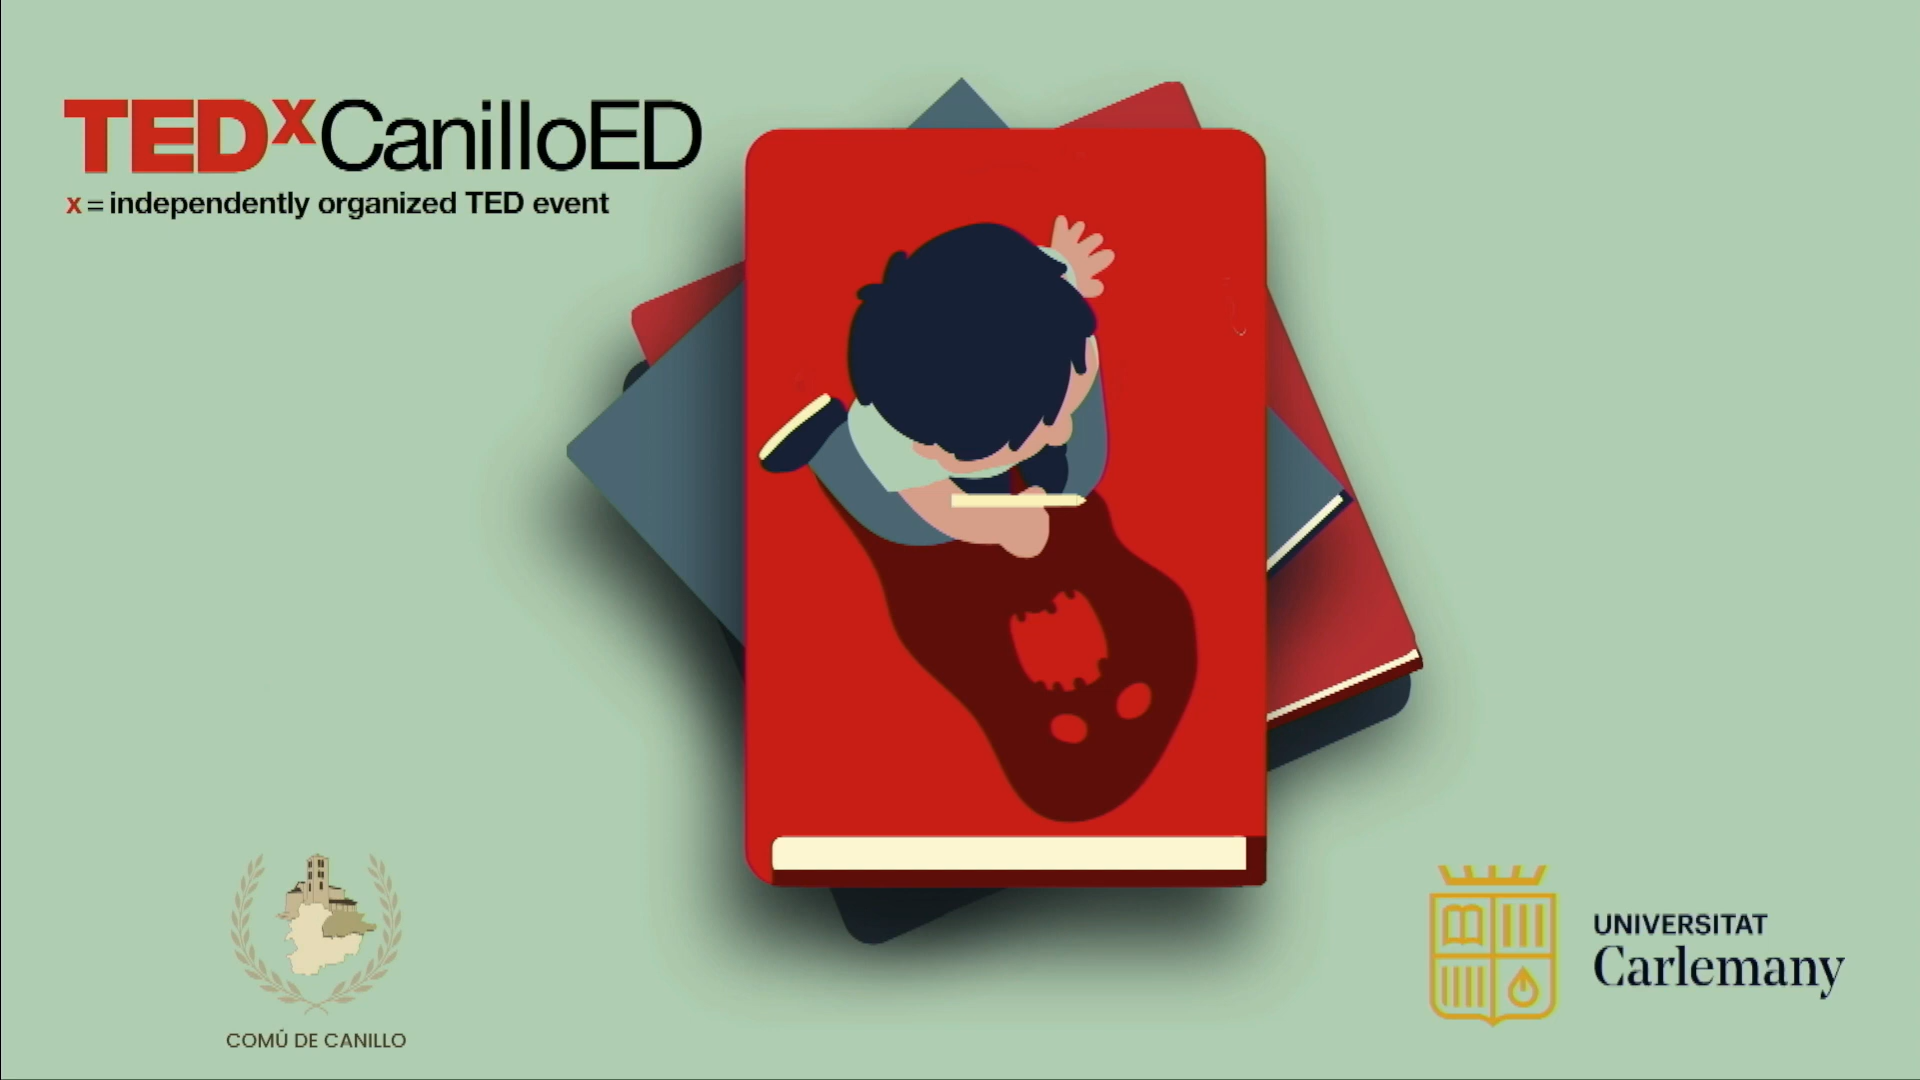 TEDxCanilloED
x = independently organized TED event
COMÚ DE CANILLO
UNIVERSITAT
Carlemany